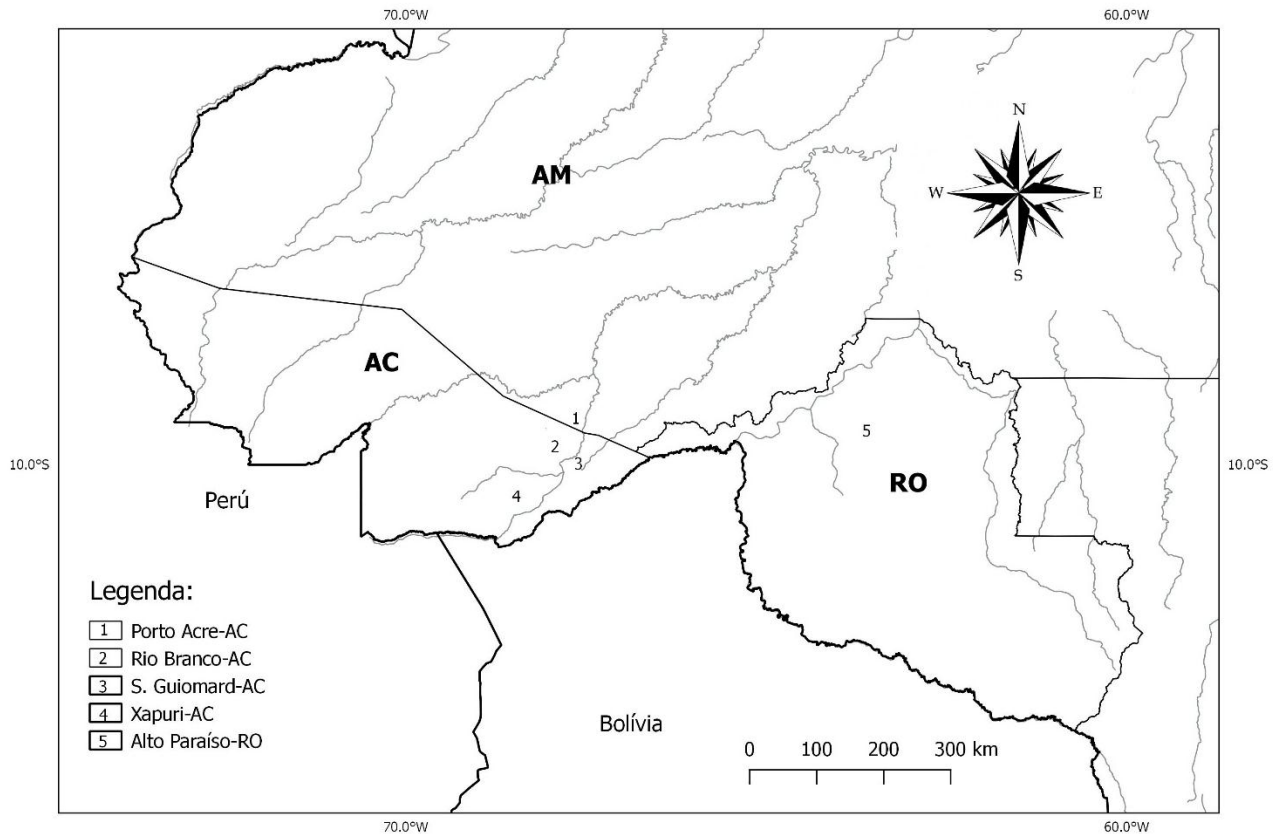 70.0°W
60.0°W
N
AM
W
E
S
AC
1
5
2
10.0°S
10.0°S
3
RO
4
Perú
Legenda:
1 Porto Acre-AC
2 Rio Branco-AC
3 S. Guiomard-AC
4 Xapuri-AC
5 Alto Paraíso-RO
Bolívia
0 100 200 300 km
70.0°W
60.0°W